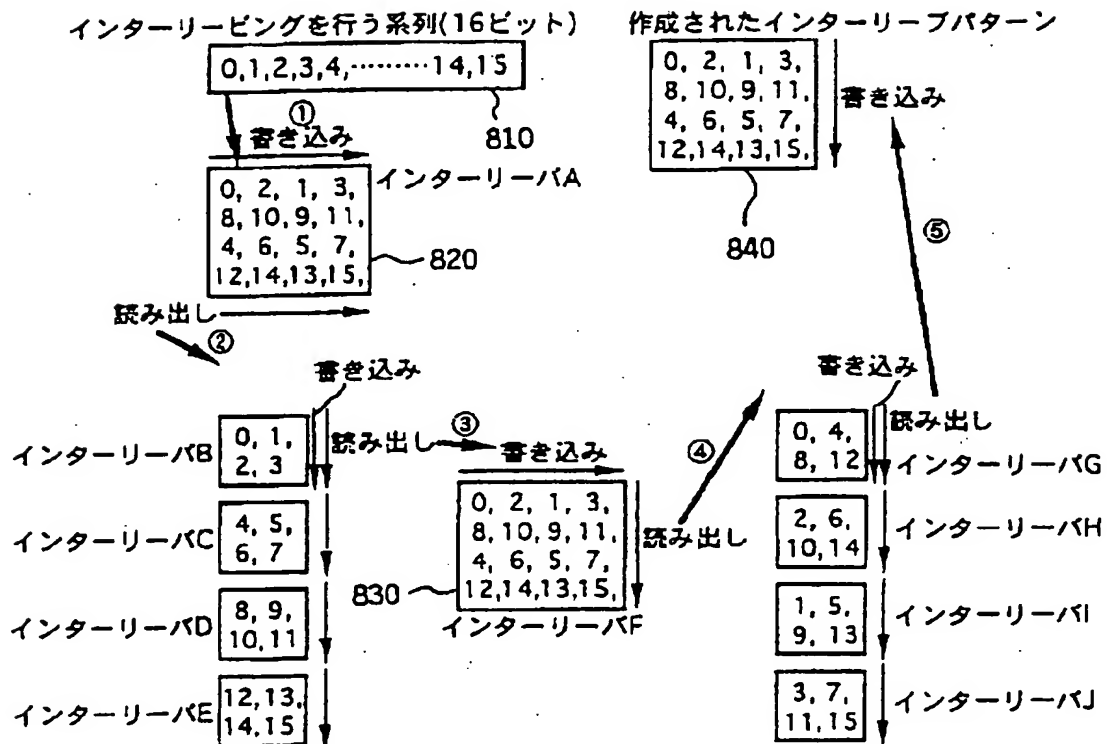 インターリービングを行う系列(16ビット)
0,1,2,3,4,………14,15
810
①
書き込み
インターリーバA
0, 2, 1, 3,
8, 10, 9, 11,
4, 6, 5, 7,
12,14,13,15,
820
読み出し
②
作成されたインターリーブパターン
0, 2, 1, 3,
8, 10, 9, 11,
4, 6, 5, 7,
12,14,13,15,
書き込み
840
⑤
書き込み
インターリーバB
0, 1,
2, 3
読み出し
③
インターリーバC
4, 5,
6, 7
インターリーバD
8, 9,
10,11
インターリーバE
12,13,
14,15
書き込み
0, 2, 1, 3,
8, 10, 9, 11,
4, 6, 5, 7,
12,14,13,15,
830
インターリーバF
読み出し
④
書き込み
0, 4,
8, 12
読み出し
インターリーバG
2, 6,
10,14
インターリーバH
1, 5,
9, 13
インターリーバI
3, 7,
11,15
インターリーバJ